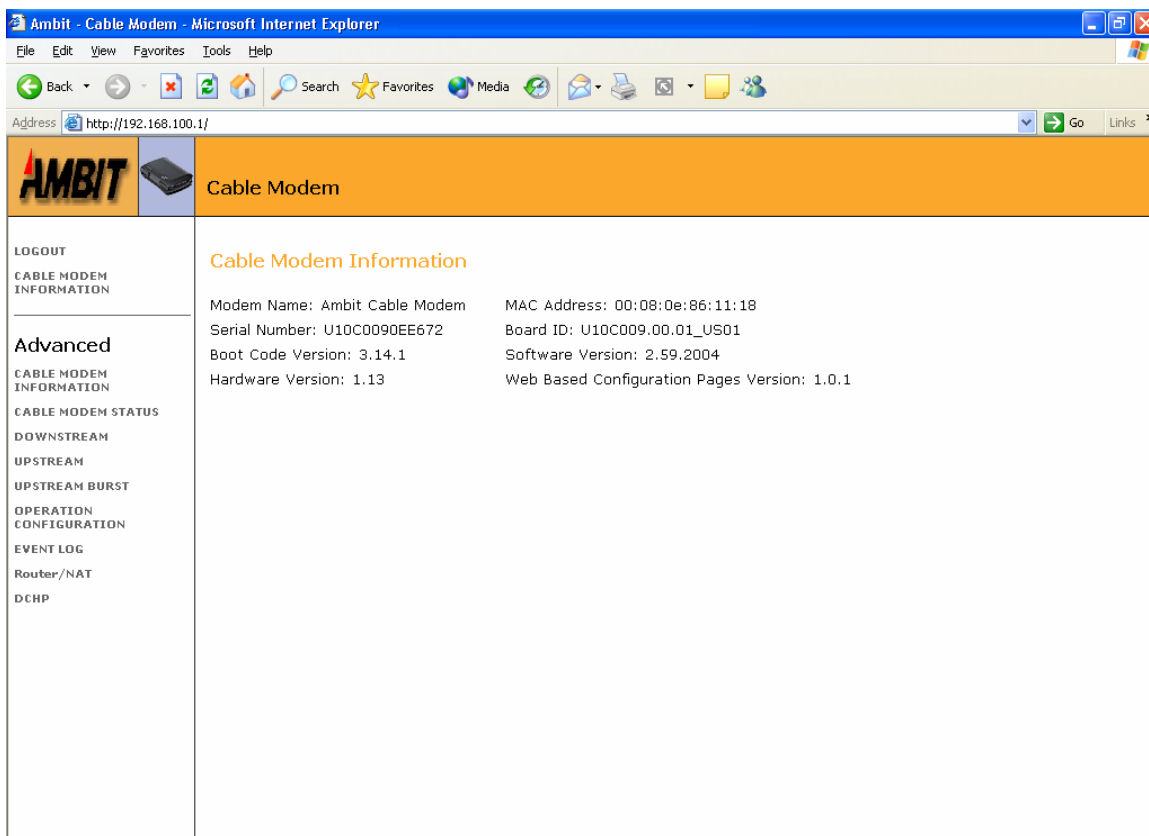 Ambit - Cable Modem - Microsoft Internet Explorer
File Edit View Favorites Tools Help
Back Search Favorites Media
Address http://192.168.100.1/ Go Links
AMBIT
Cable Modem
LOGOUT
CABLE MODEM
INFORMATION
Advanced
CABLE MODEM
INFORMATION
CABLE MODEM STATUS
DOWNSTREAM
UPSTREAM
UPSTREAM BURST
OPERATION
CONFIGURATION
EVENT LOG
Router/NAT
DCHP
Cable Modem Information
Modem Name: Ambit Cable Modem MAC Address: 00:08:0e:86:11:18
Serial Number: U10C0090EE672 Board ID: U10C009.00.01_US01
Boot Code Version: 3.14.1 Software Version: 2.59.2004
Hardware Version: 1.13 Web Based Configuration Pages Version: 1.0.1